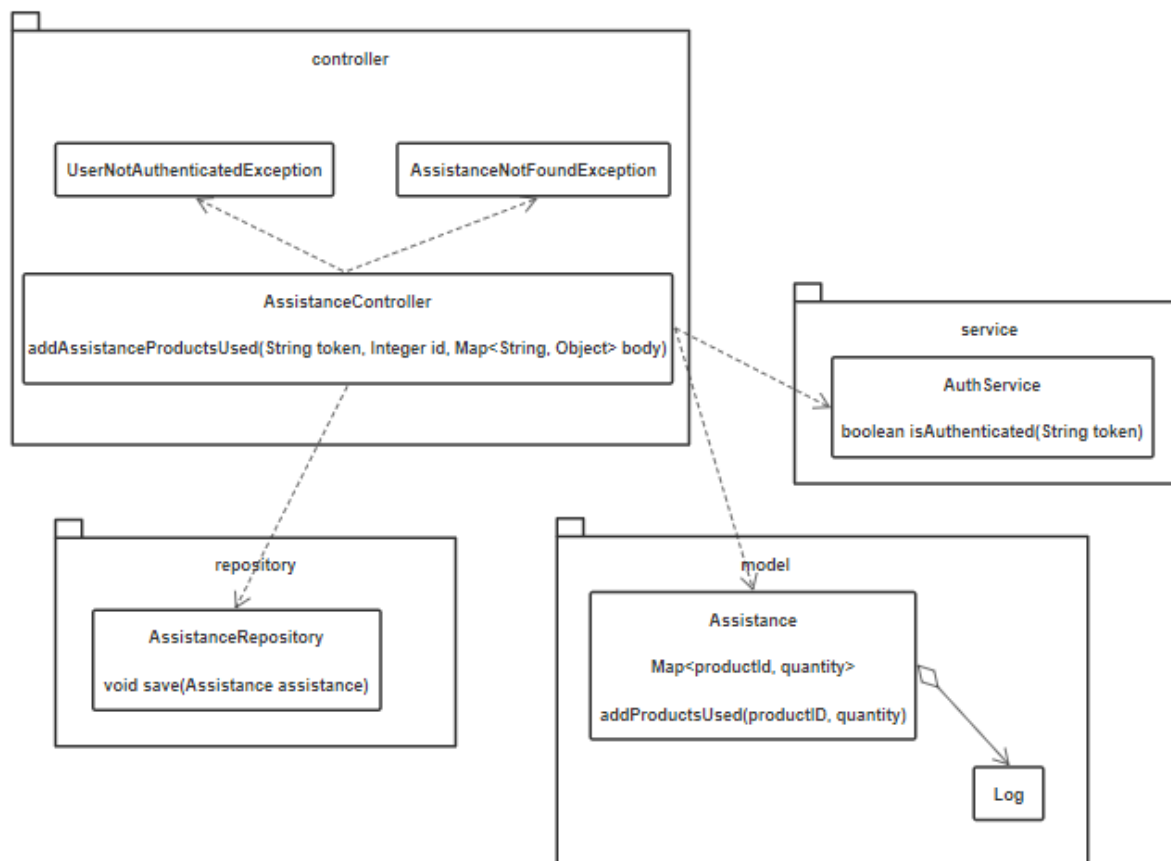 controller
UserNotAuthenticatedException
AssistanceNotFoundException
AssistanceController
addAssistanceProductsUsed(String token, Integer id, Map<String, Object> body)
service
AuthService
boolean isAuthenticated(String token)
repository
AssistanceRepository
void save(Assistance assistance)
model
Assistance
Map<productId, quantity>
addProductsUsed(productID, quantity)
Log